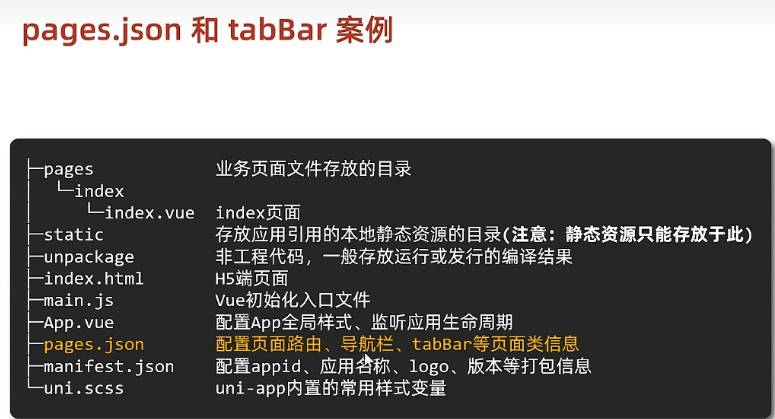 pages.json 和 tabBar 案例
├─pages 业务页面文件存放的目录
│ └─index
│ └─index.vue index页面
├─static 存放应用引用的本地静态资源的目录(注意：静态资源只能存放于此)
├─unpackage 非工程代码，一般存放运行或发行的编译结果
├─index.html H5端页面
├─main.js Vue初始化入口文件
├─App.vue 配置App全局样式、监听应用生命周期
├─pages.json 配置页面路由、导航栏、tabBar等页面类信息
├─manifest.json 配置appid、应用名称、logo、版本等打包信息
└─uni.scss uni-app内置的常用样式变量